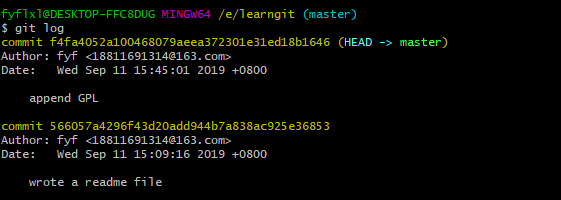 fyflxl@DESKTOP-FFC8DUG MINGW64 /e/learngit (master)
$ git log
commit f4fa4052a100468079aeea372301e31ed18b1646 (HEAD -> master)
Author: fyf <18811691314@163.com>
Date:   Wed Sep 11 15:45:01 2019 +0800
    append GPL
commit 566057a4296f43d20add944b7a838ac925e36853
Author: fyf <18811691314@163.com>
Date:   Wed Sep 11 15:09:16 2019 +0800
    wrote a readme file